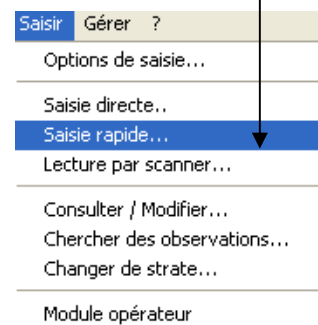 Saisir Gérer ?
Options de saisie...
Saisie directe..
Saisie rapide...
Lecture par scanner...
Consulter / Modifier...
Chercher des observations...
Changer de strate...
Module opérateur